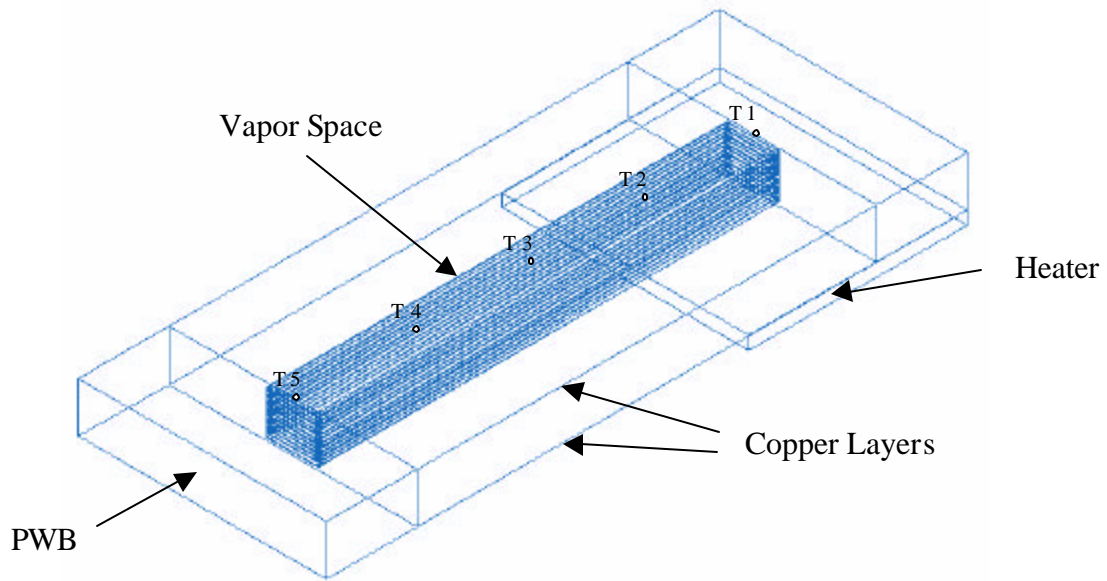 T 1
Vapor Space
T 2
T 3
Heater
T 4
T 5
Copper Layers
PWB